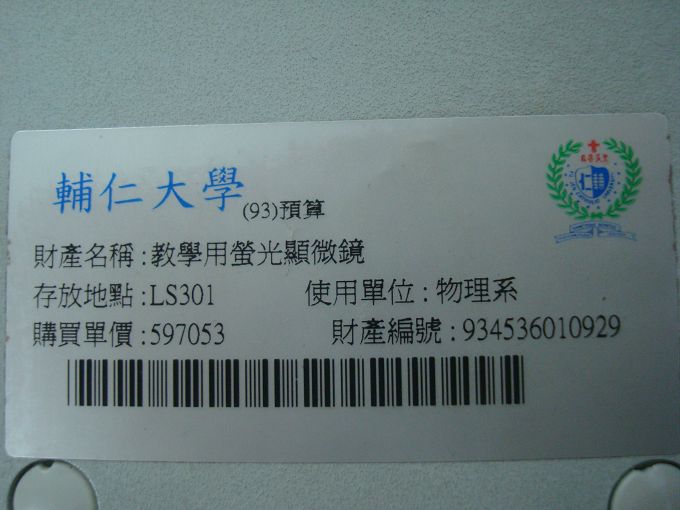 輔仁大學 (93)預算
財產名稱:教學用螢光顯微鏡
存放地點:LS301 使用單位:物理系
購買單價:597053 財產編號:934536010929